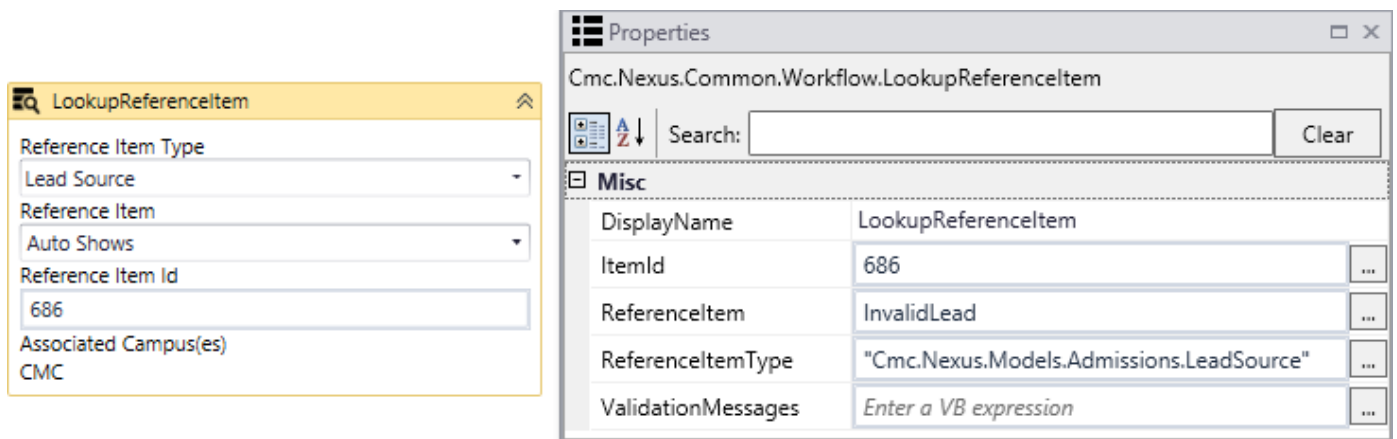 LookupReferenceItem
Reference Item Type
Lead Source
Reference Item
Auto Shows
Reference Item Id
686
Associated Campus(es)
CMC
Properties
Cmc.Nexus.Common.Workflow.LookupReferenceItem
A
Z
Search:
Clear
Misc
DisplayName LookupReferenceItem
ItemId 686 ...
ReferenceItem InvalidLead ...
ReferenceItemType "Cmc.Nexus.Models.Admissions.LeadSource" ...
ValidationMessages Enter a VB expression ...